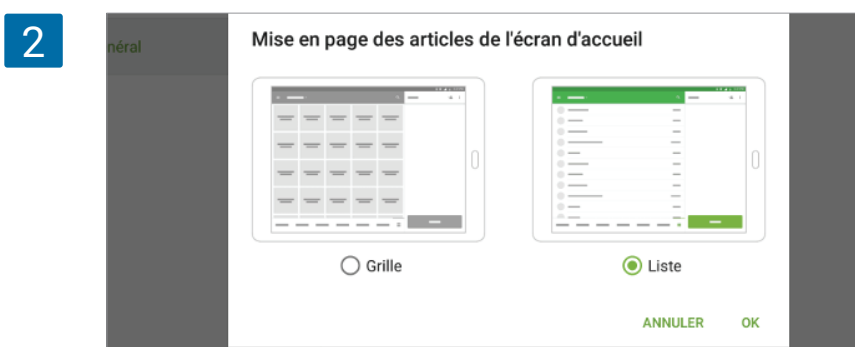 2
néral
Mise en page des articles de l'écran d'accueil
Grille
Liste
ANNULER OK